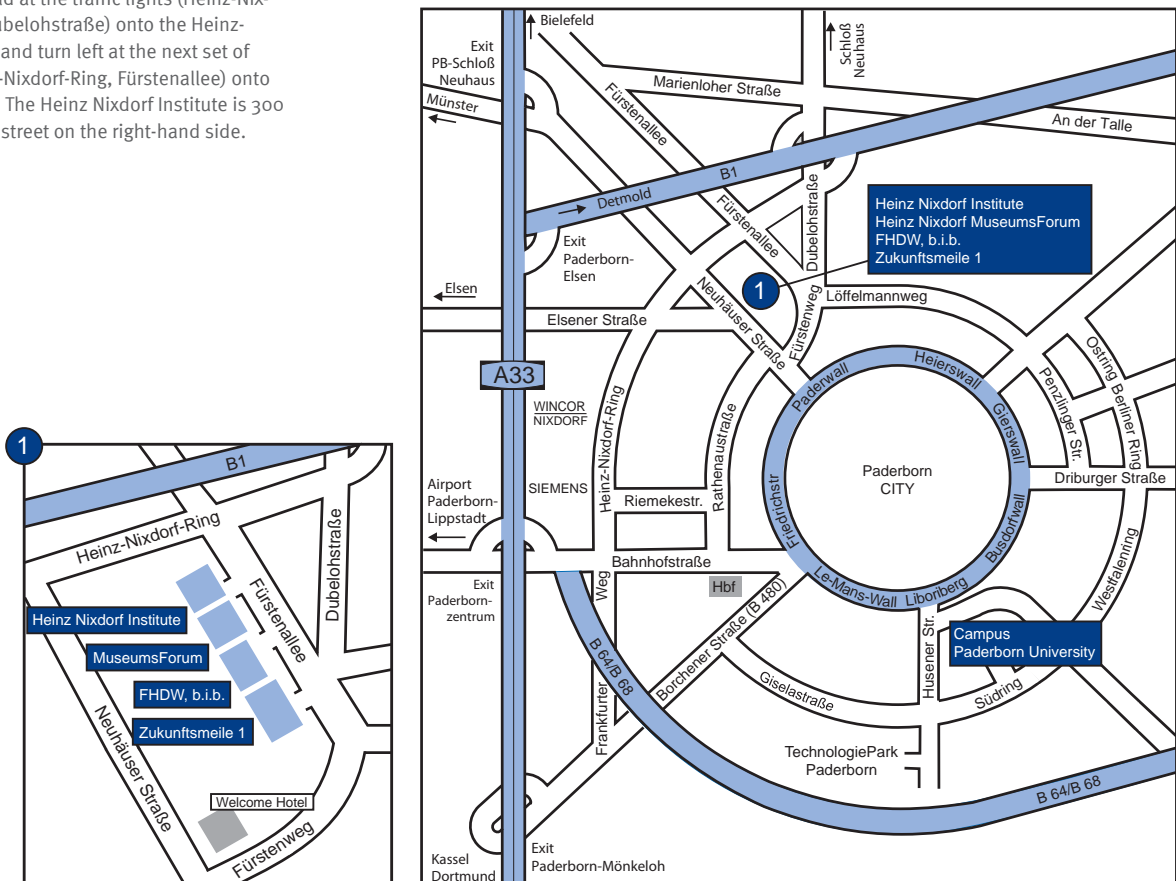 d at the traffic lights (Heinz-Nix-
ubelohstraße) onto the Heinz-
and turn left at the next set of
-Nixdorf-Ring, Fürstenallee) onto
The Heinz Nixdorf Institute is 300
street on the right-hand side.
Bielefeld
Exit
PB-Schloß
Neuhaus
Münster
Schloß
Neuhaus
Marienloher Straße
Fürstenallee
An der Talle
B1
Detmold
Fürstenallee
Dubelohstraße
Heinz Nixdorf Institute
Heinz Nixdorf MuseumsForum
FHDW, b.i.b.
Zukunftsmeile 1
Exit
Paderborn-
Elsen
Elsen
1
Neuhäuser Straße
Fürstenweg
Löffelmannweg
Elsener Straße
A33
WINCOR
NIXDORF
Heinz-Nixdorf-Ring
Rathenaustraße
Paderwall
Heierswall
Gierswall
Penzlinger Str.
Ostring
Berliner Ring
Paderborn
CITY
Driburger Straße
Airport
Paderborn-
Lippstadt
SIEMENS
Riemekestr.
Friedrichstr
Busdorfwall
Bahnhofstraße
Le-Mans-Wall
Liboriberg
Westfalenring
Exit
Paderborn-
zentrum
Weg
Hbf
Borchener Straße (B 480)
B 64/B 68
Frankfurter
Giselastraße
Husener Str.
Campus
Paderborn University
Südring
TechnologiePark
Paderborn
B 64/B 68
Kassel
Dortmund
Exit
Paderborn-Mönkeloh
1
B1
Heinz-Nixdorf-Ring
Dubelohstraße
Fürstenallee
Heinz Nixdorf Institute
MuseumsForum
FHDW, b.i.b.
Zukunftsmeile 1
Neuhäuser Straße
Welcome Hotel
Fürstenweg